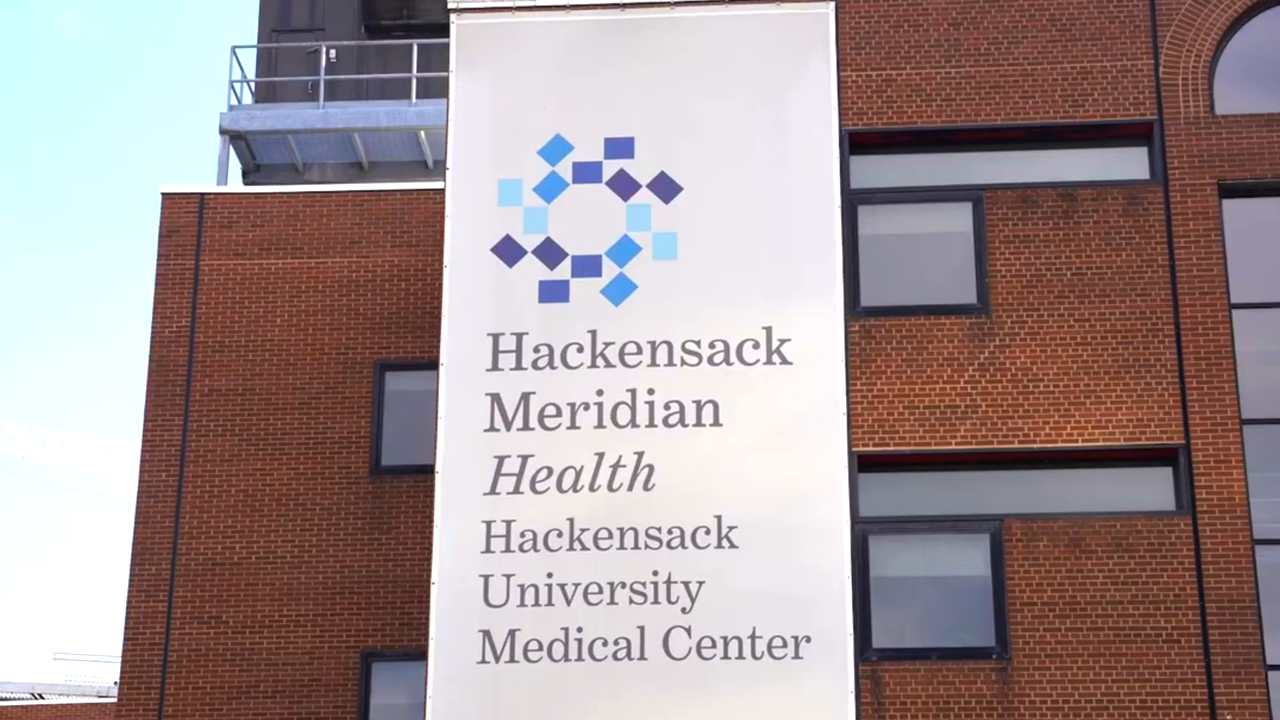 Hackensack
Meridian
Health
Hackensack
University
Medical Center